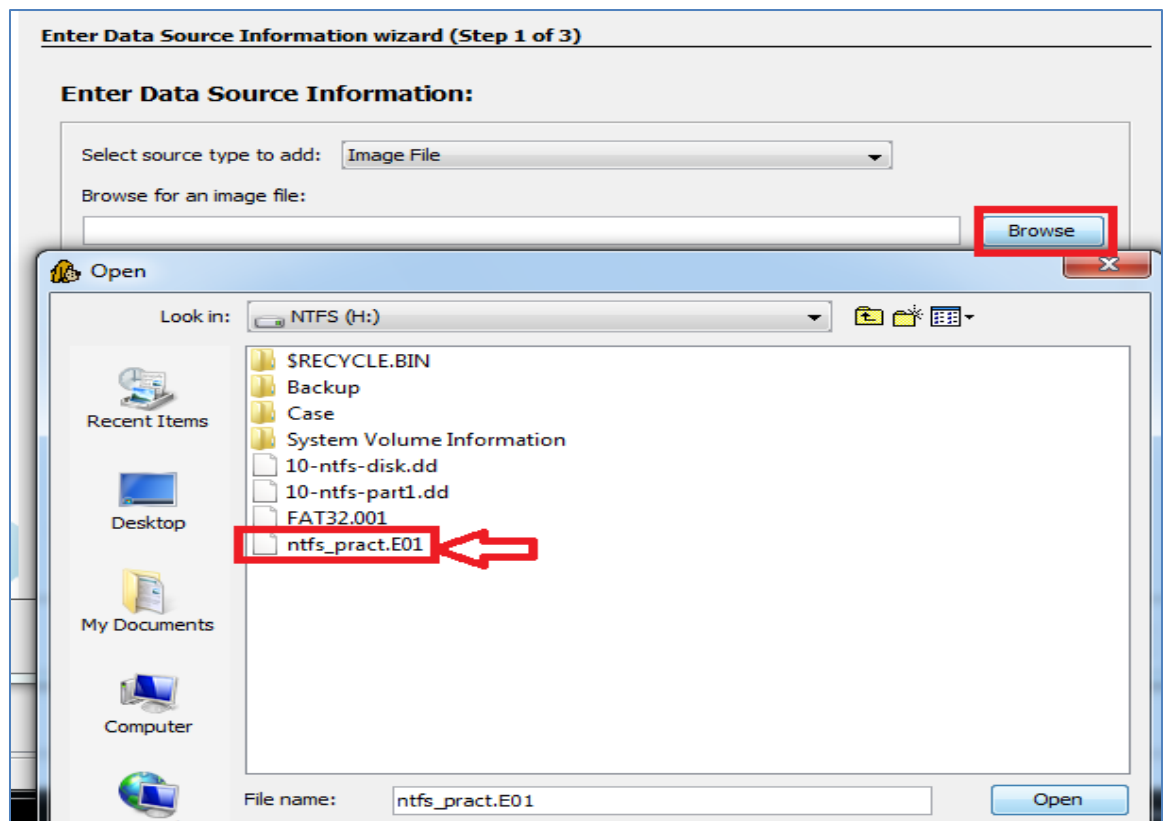 Enter Data Source Information wizard (Step 1 of 3)
Enter Data Source Information:
Select source type to add: Image File
Browse for an image file:
Browse
Open
Look in: NTFS (H:)
$RECYCLE.BIN
Backup
Case
System Volume Information
10-ntfs-disk.dd
10-ntfs-part1.dd
FAT32.001
ntfs_pract.E01
Recent Items
Desktop
My Documents
Computer
File name: ntfs_pract.E01 Open